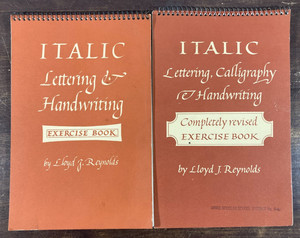 ITALIC
Lettering &
Handwriting
EXERCISE BOOK
by Lloyd J. Reynolds
ITALIC
Lettering, Calligraphy
& Handwriting
Completely revised
EXERCISE BOOK
by Lloyd J. Reynolds